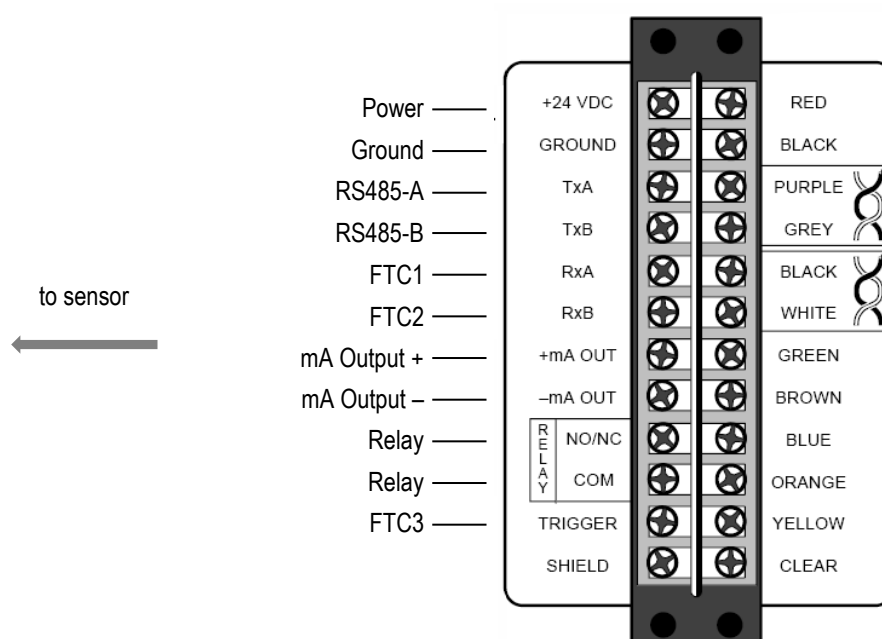 Power +24 VDC RED
Ground GROUND BLACK
RS485-A TxA PURPLE
RS485-B TxB GREY
FTC1 RxA BLACK
to sensor
FTC2 RxB WHITE
mA Output + +mA OUT GREEN
mA Output – –mA OUT BROWN
Relay RELAY NO/NC BLUE
Relay COM ORANGE
FTC3 TRIGGER YELLOW
SHIELD CLEAR